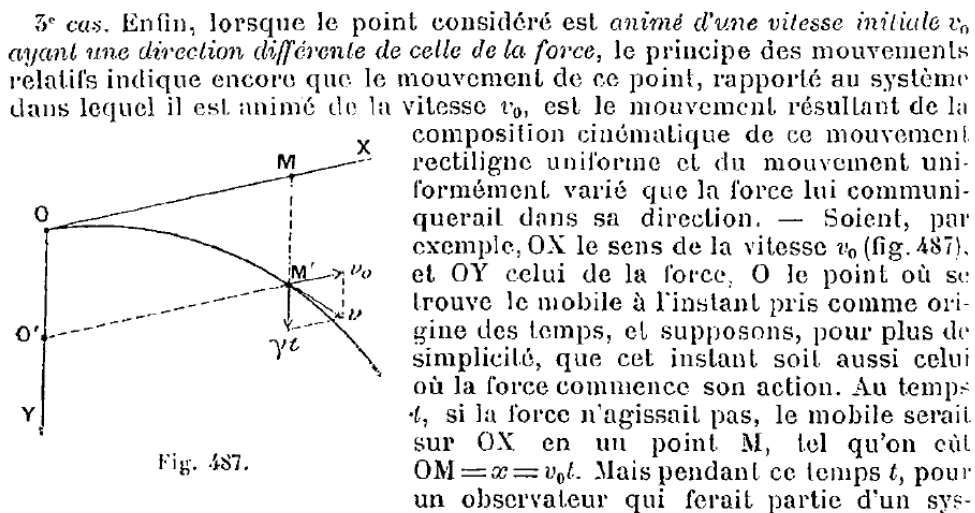 3e cas. Enfin, lorsque le point considéré est animé d'une vitesse initiale v0
ayant une direction différente de celle de la force, le principe des mouvements
relatifs indique encore que le mouvement de ce point, rapporté au système
dans lequel il est animé de la vitesse v0, est le mouvement résultant de la
composition cinématique de ce mouvement
rectiligne uniforme et du mouvement uni-
formément varié que la force lui communi-
querait dans sa direction. — Soient, par
exemple, OX le sens de la vitesse v0 (fig. 487),
et OY celui de la force, O le point où se
trouve le mobile à l'instant pris comme ori-
gine des temps, et supposons, pour plus de
simplicité, que cet instant soit aussi celui
où la force commence son action. Au temps
t, si la force n'agissait pas, le mobile serait
sur OX en un point M, tel qu'on eût
OM = x = v0t. Mais pendant ce temps t, pour
un observateur qui ferait partie d'un sys-
X
M
O
M'
v0
O'
v
γt
Y
Fig. 487.